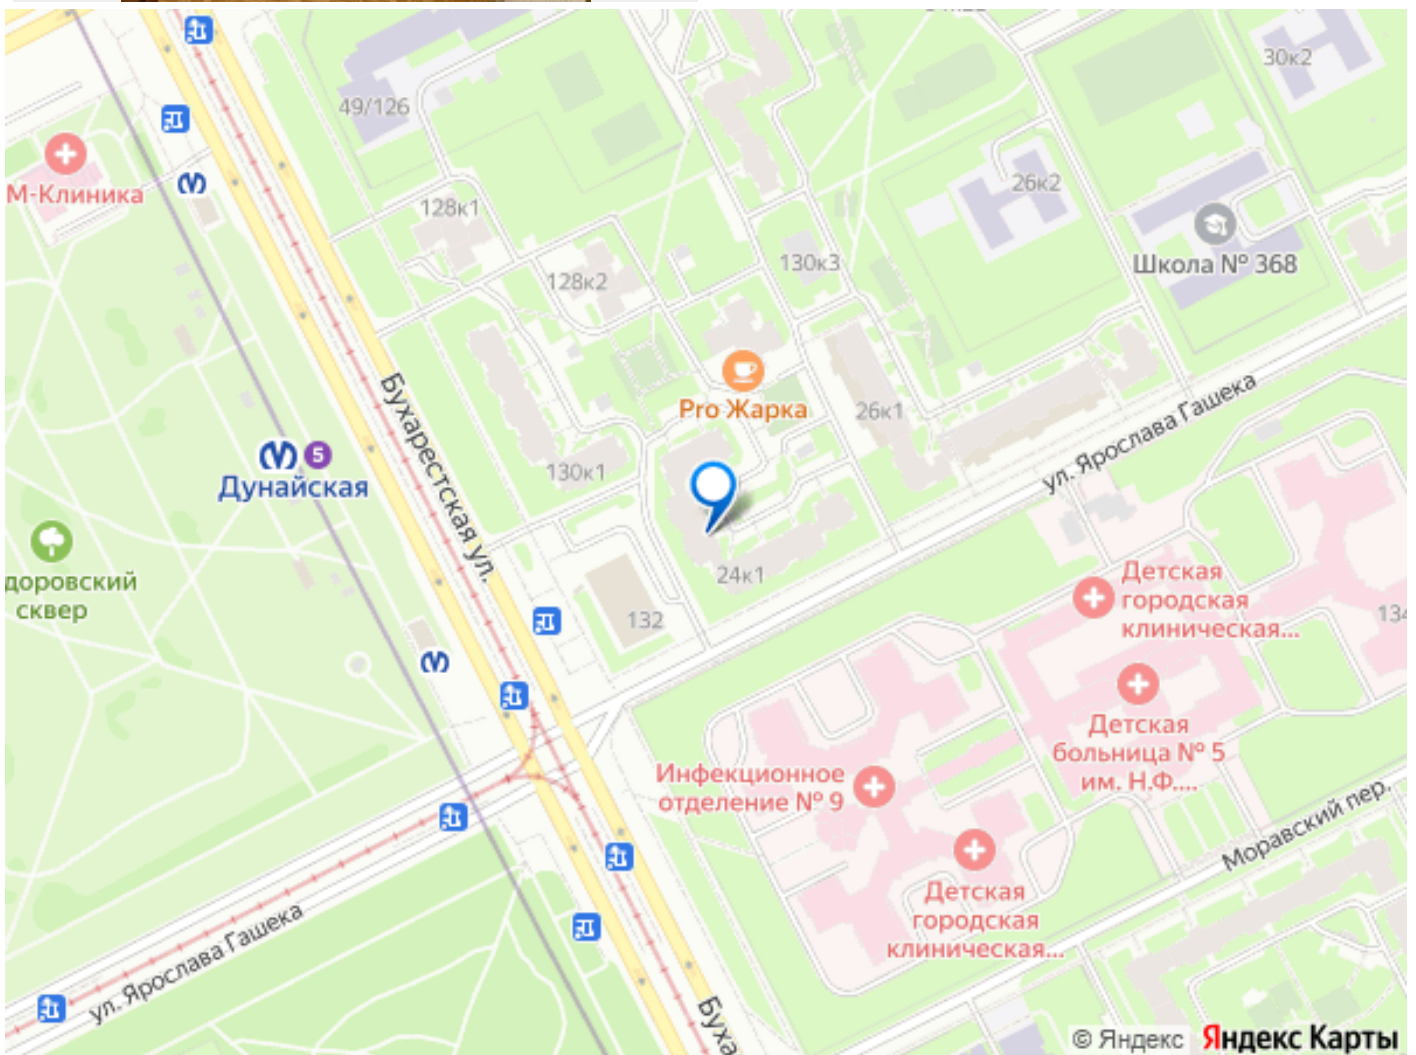 30к2
49/126
М-Клиника
26к2
128к1
Школа № 368
130к3
128к2
Pro Жарка
26к1
Бухарестская ул.
ул. Ярослава Гашека
5
Дунайская
130к1
24к1
132
доровский
сквер
Детская
городская
клиническая...
134
Детская
больница № 5
им. Н.Ф....
Инфекционное
отделение № 9
Моравский пер.
Детская
городская
клиническая...
ул. Ярослава Гашека
Буха
© Яндекс Яндекс Карты